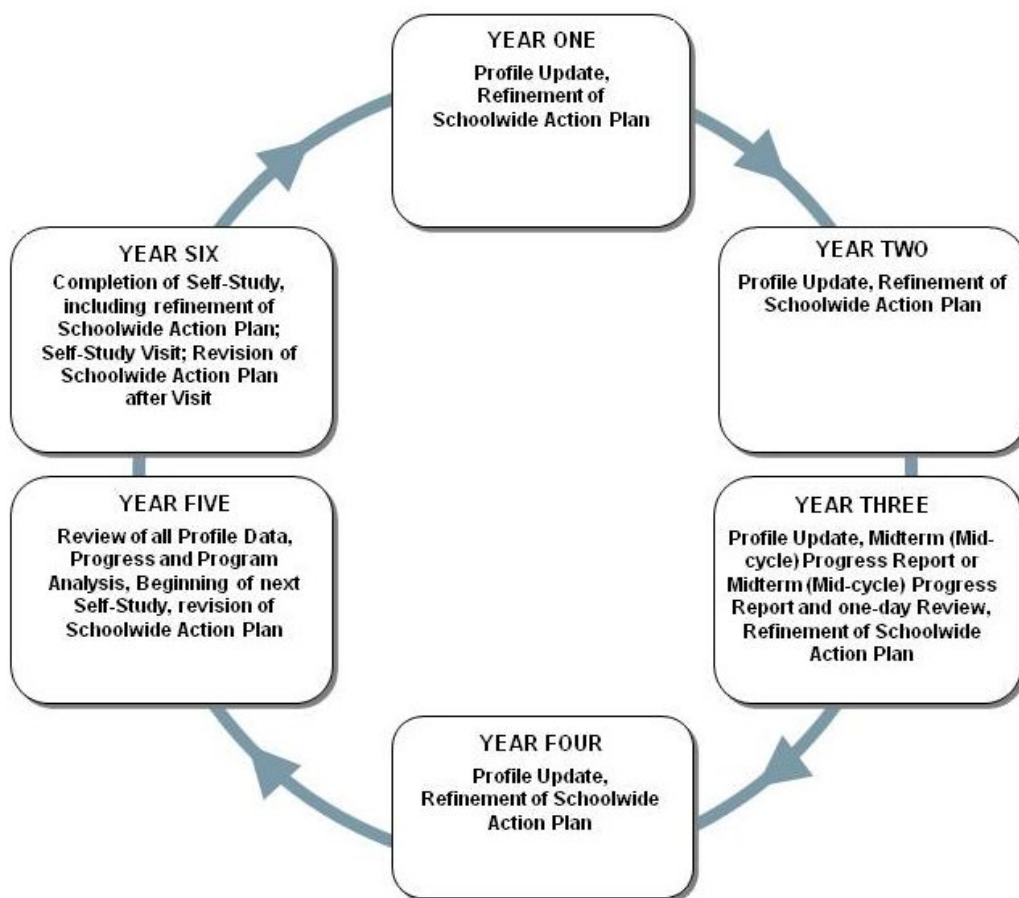 YEAR ONE
Profile Update,
Refinement of
Schoolwide Action Plan
YEAR TWO
Profile Update, Refinement of
Schoolwide Action Plan
YEAR THREE
Profile Update, Midterm (Mid-
cycle) Progress Report or
Midterm (Mid-cycle) Progress
Report and one-day Review,
Refinement of Schoolwide
Action Plan
YEAR FOUR
Profile Update,
Refinement of Schoolwide
Action Plan
YEAR FIVE
Review of all Profile Data,
Progress and Program
Analysis, Beginning of next
Self-Study, revision of
Schoolwide Action Plan
YEAR SIX
Completion of Self-Study,
including refinement of
Schoolwide Action Plan;
Self-Study Visit; Revision of
Schoolwide Action Plan
after Visit